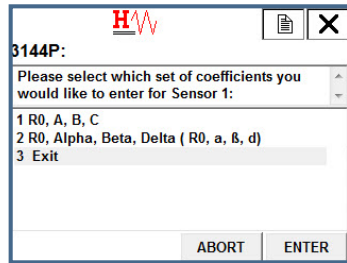 H
3144P:
Please select which set of coefficients you
would like to enter for Sensor 1:
1 R0, A, B, C
2 R0, Alpha, Beta, Delta ( R0, a, ß, d)
3 Exit
ABORT
ENTER